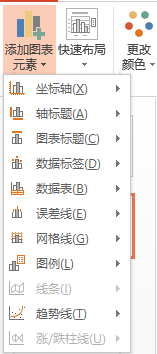 添加图表 快速布局 更改
元素 颜色
坐标轴(X)
轴标题(A)
图表标题(C)
数据标签(D)
数据表(B)
误差线(E)
网格线(G)
图例(L)
线条(I)
趋势线(T)
涨/跌柱线(U)